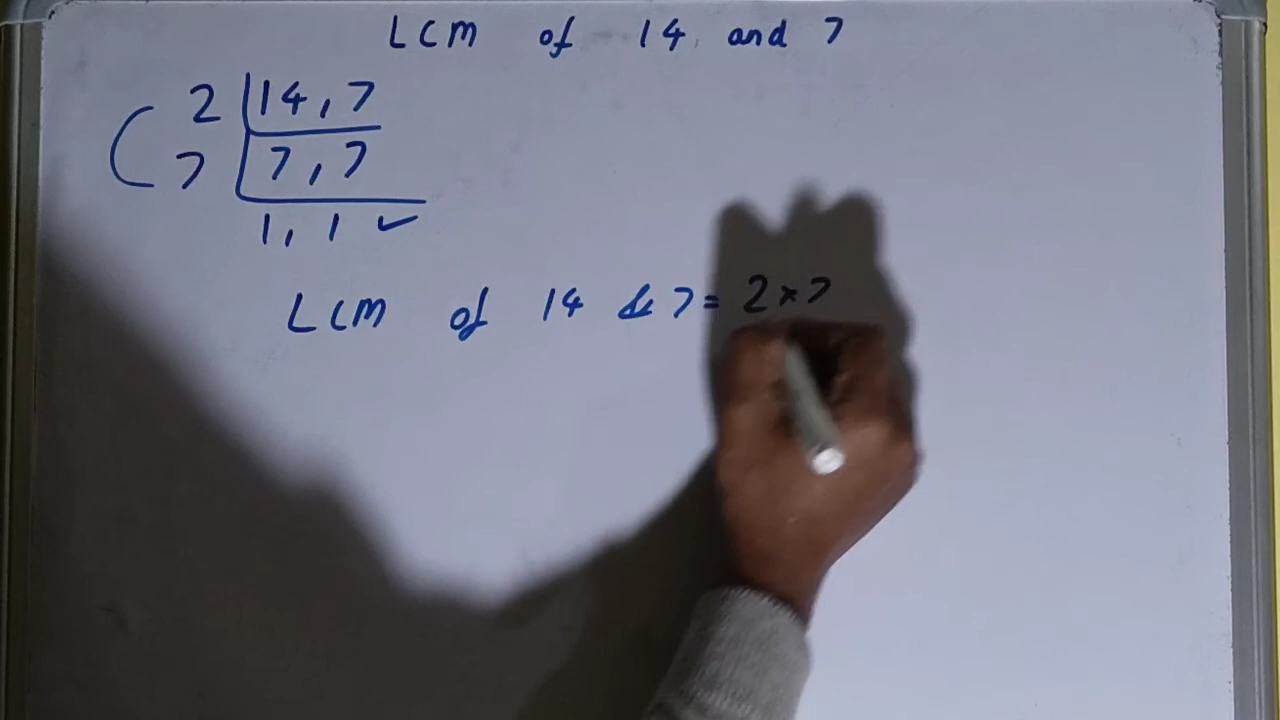 LCM of 14 and 7
2 14, 7
7 7, 7
1, 1 ✓
LCM of 14 & 7 = 2 × 7